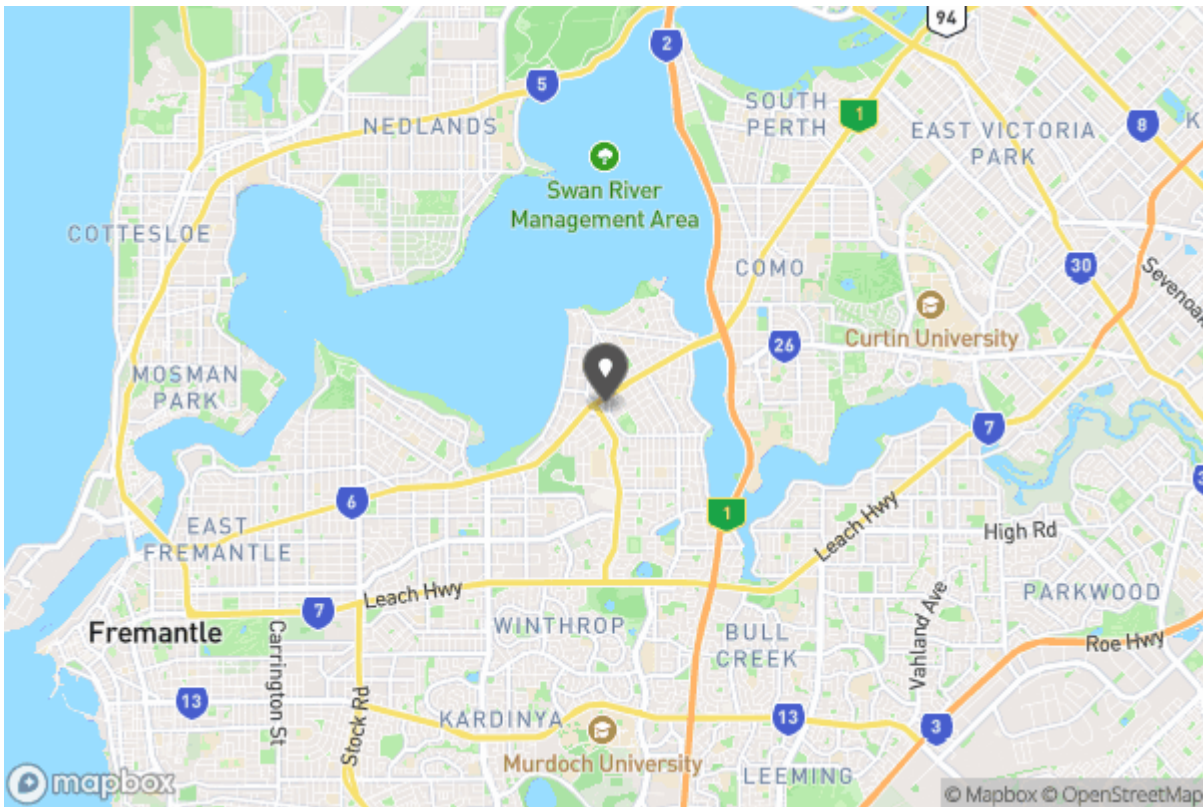 94
2
5
SOUTH
PERTH
1
NEDLANDS
EAST VICTORIA
PARK
8
K
Swan River
Management Area
COTTESLOE
COMO
30
Sevenoak
Curtin University
26
MOSMAN
PARK
7
6
1
3
EAST
FREMANTLE
High Rd
Leach Hwy
Leach Hwy
7
PARKWOOD
Fremantle
WINTHROP
BULL
CREEK
Vahland Ave
Roe Hwy
Carrington St
Stock Rd
13
KARDINYA
13
3
Murdoch University
LEEMING
mapbox
© Mapbox © OpenStreetMap